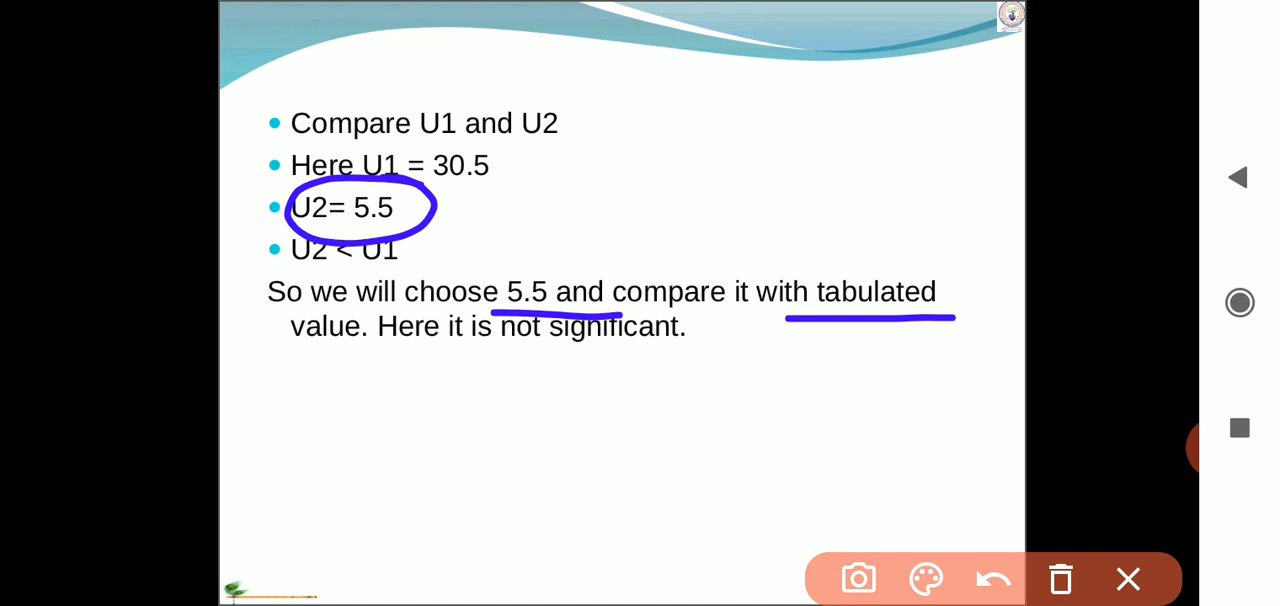 Compare U1 and U2
Here U1 = 30.5
U2= 5.5
U2 < U1
So we will choose 5.5 and compare it with tabulated
value. Here it is not significant.